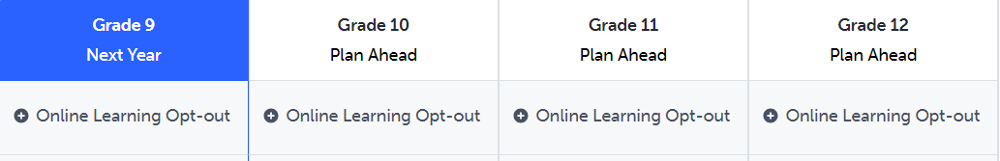 Grade 9
Next Year
Grade 10
Plan Ahead
Grade 11
Plan Ahead
Grade 12
Plan Ahead
Online Learning Opt-out
Online Learning Opt-out
Online Learning Opt-out
Online Learning Opt-out